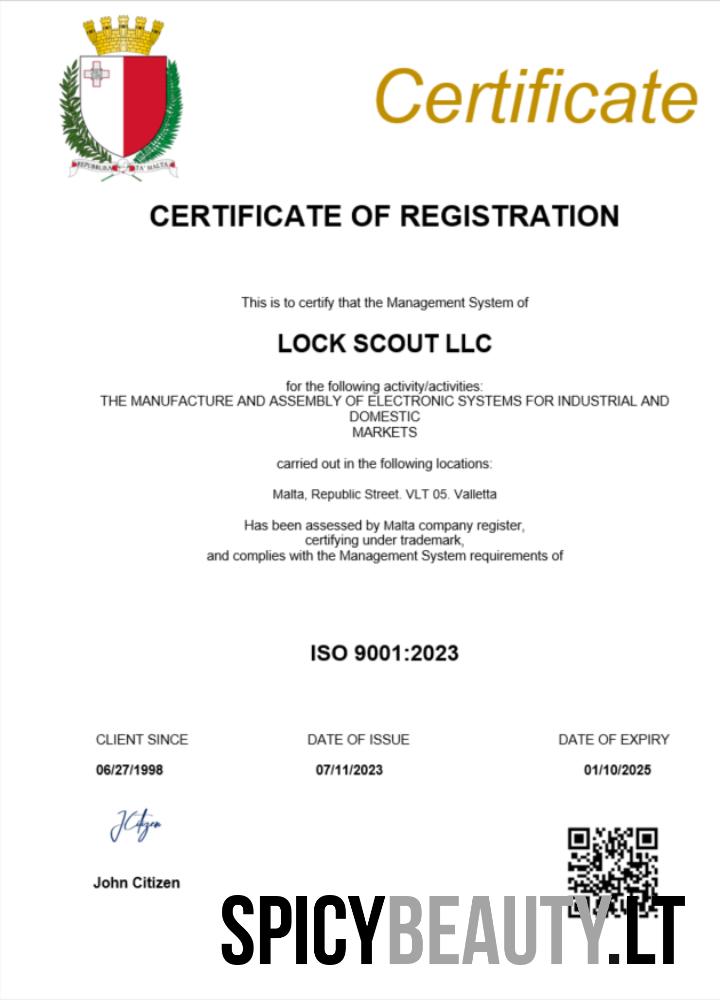 REPUBBLIKA TA' MALTA
Certificate
CERTIFICATE OF REGISTRATION
This is to certify that the Management System of
LOCK SCOUT LLC
for the following activity/activities:
THE MANUFACTURE AND ASSEMBLY OF ELECTRONIC SYSTEMS FOR INDUSTRIAL AND
DOMESTIC
MARKETS
carried out in the following locations:
Malta, Republic Street. VLT 05. Valletta
Has been assessed by Malta company register,
certifying under trademark,
and complies with the Management System requirements of
ISO 9001:2023
CLIENT SINCE DATE OF ISSUE DATE OF EXPIRY
06/27/1998 07/11/2023 01/10/2025
JCitizen
John Citizen
SPICYBEAUTY.LT